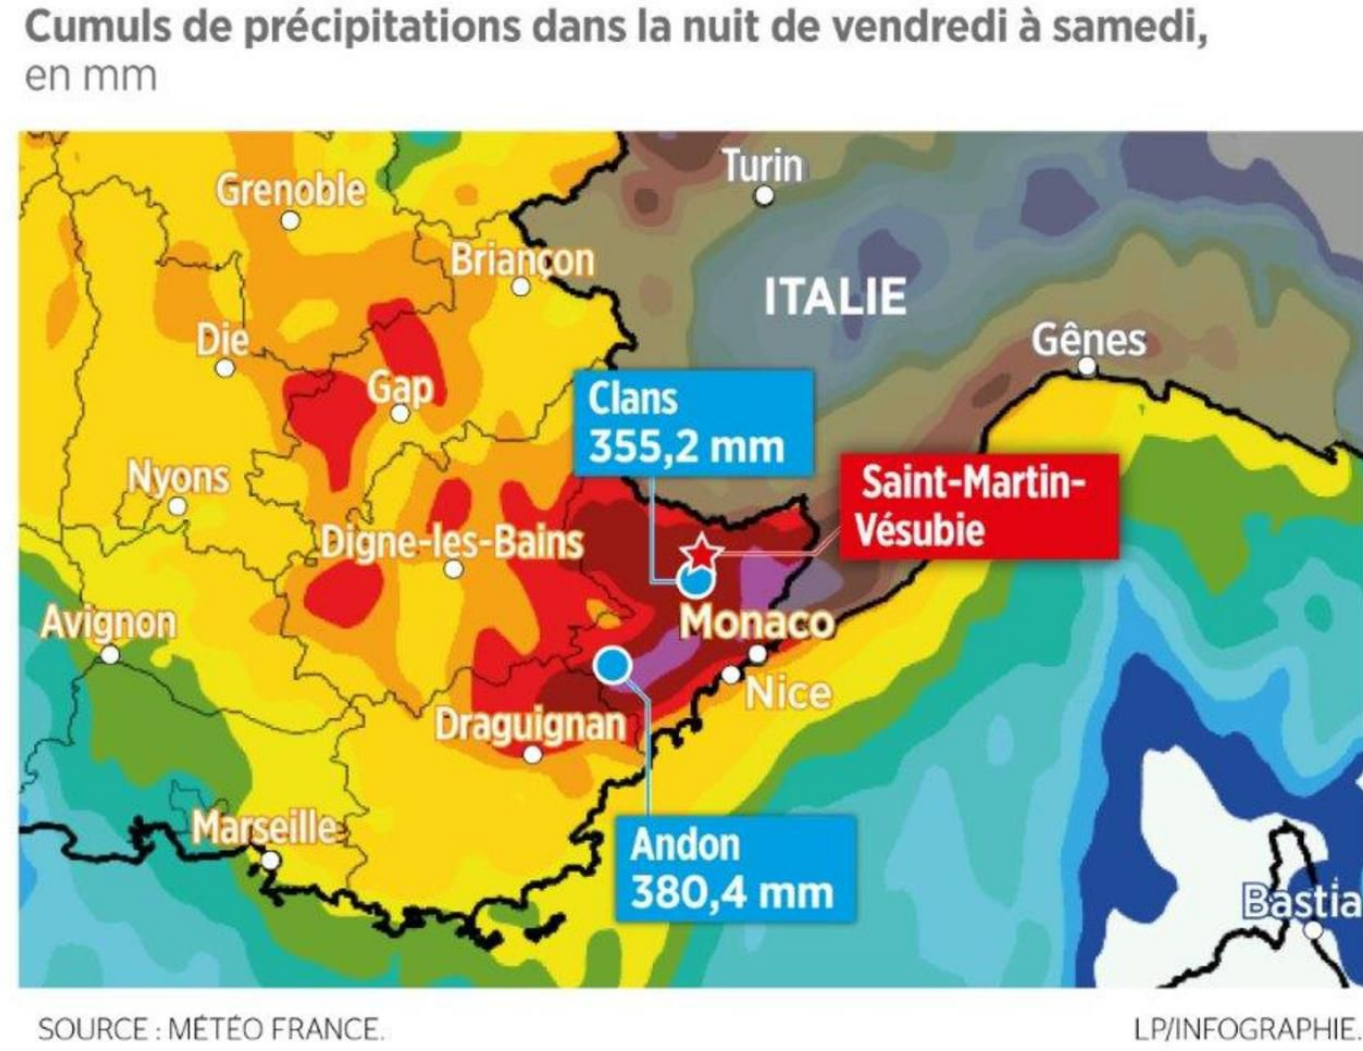 Cumuls de précipitations dans la nuit de vendredi à samedi,
en mm
Turin
Grenoble
Briançon
ITALIE
Die
Gênes
Gap
Clans
355,2 mm
Nyons
Saint-Martin-
Vésubie
Digne-les-Bains
Avignon
Monaco
Nice
Draguignan
Marseille
Andon
380,4 mm
Bastia
SOURCE : MÉTÉO FRANCE.
LP/INFOGRAPHIE.